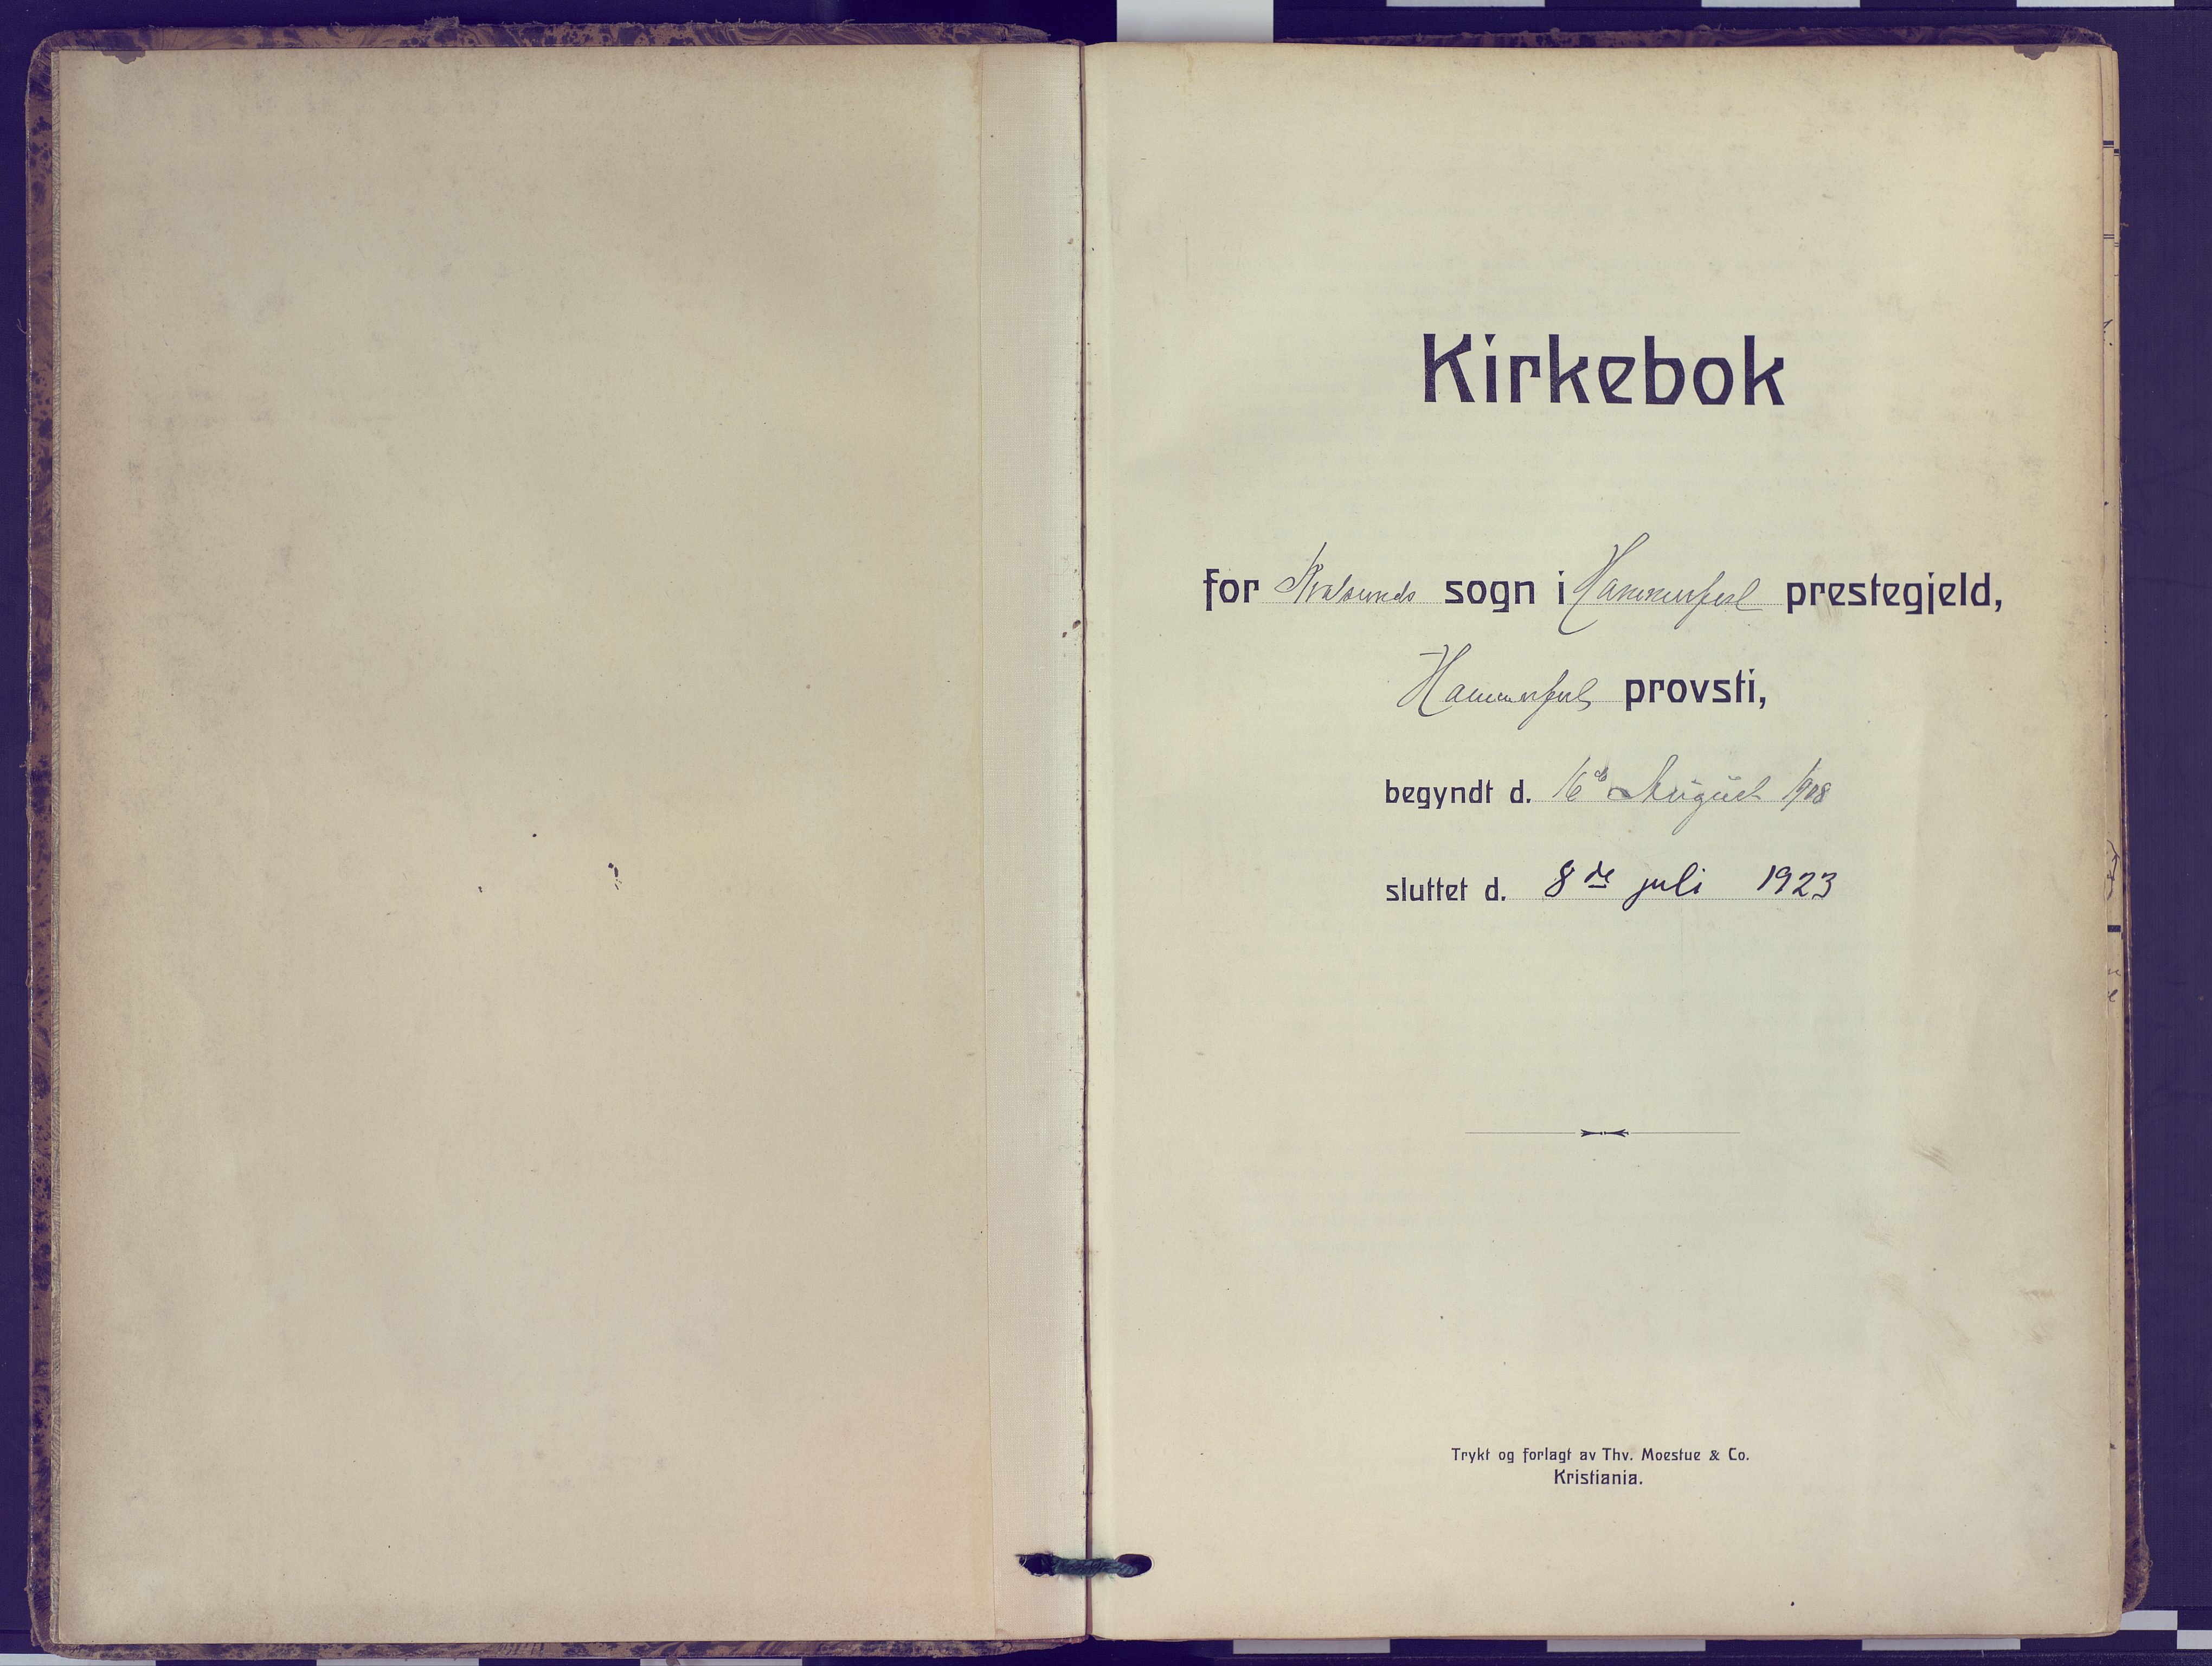 Kirkebok
for Kvalsunds sogn i Hammerfest prestegjeld,
Hammerfest provsti,
begyndt d. 16de August 1908
sluttet d. 8de juli 1923
Trykt og forlagt av Thv. Moestue & Co.
Kristiania.